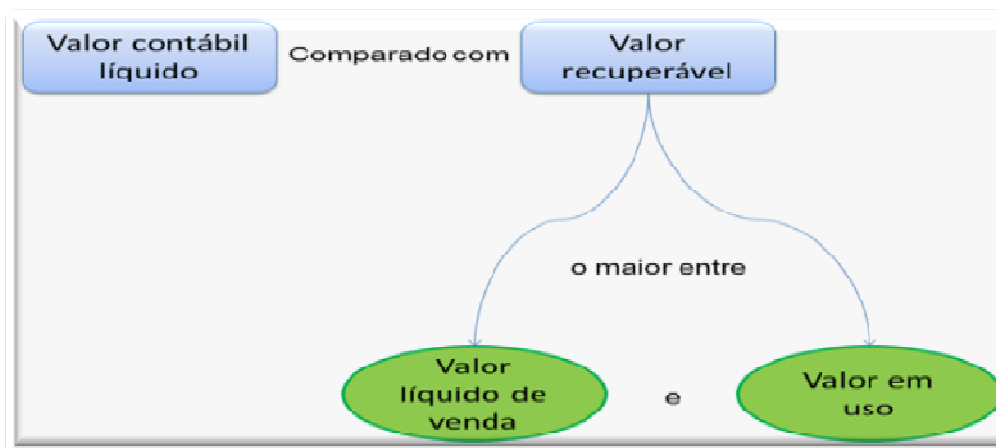 Valor contábil
líquido
Comparado com
Valor
recuperável
o maior entre
Valor
líquido de
venda
e
Valor em
uso